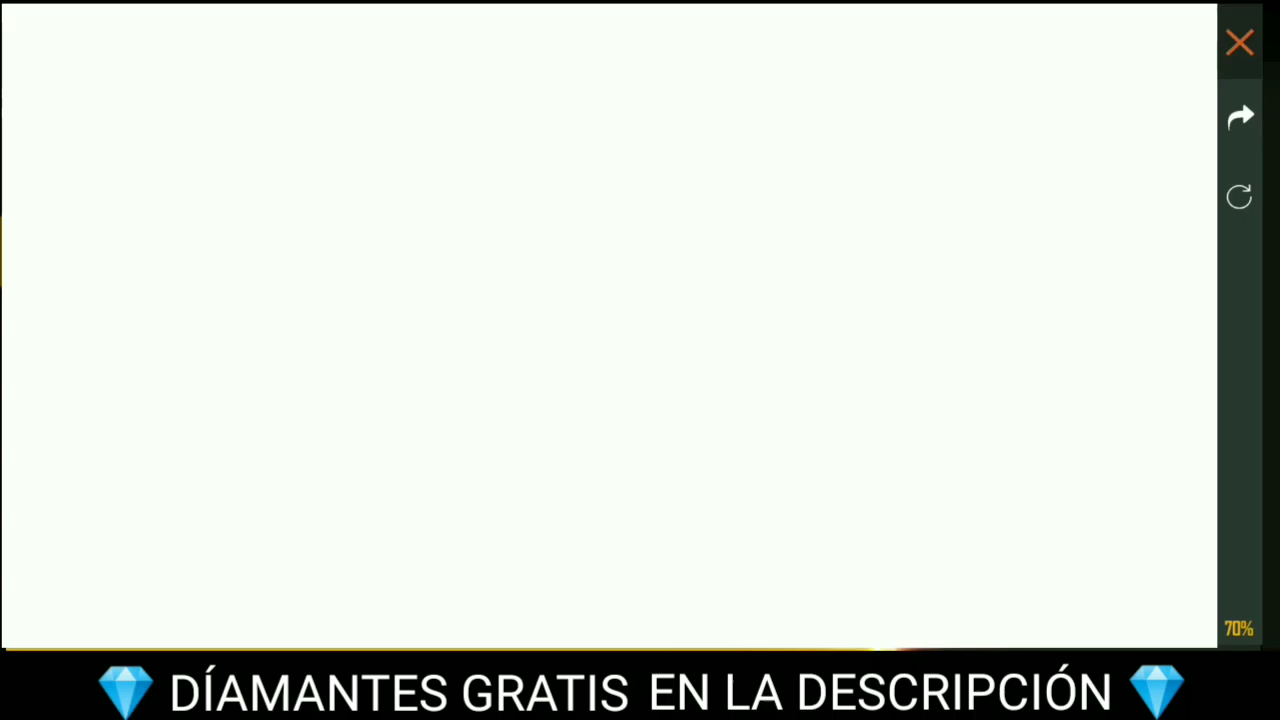 70%
💎 DÍAMANTES GRATIS EN LA DESCRIPCIÓN 💎